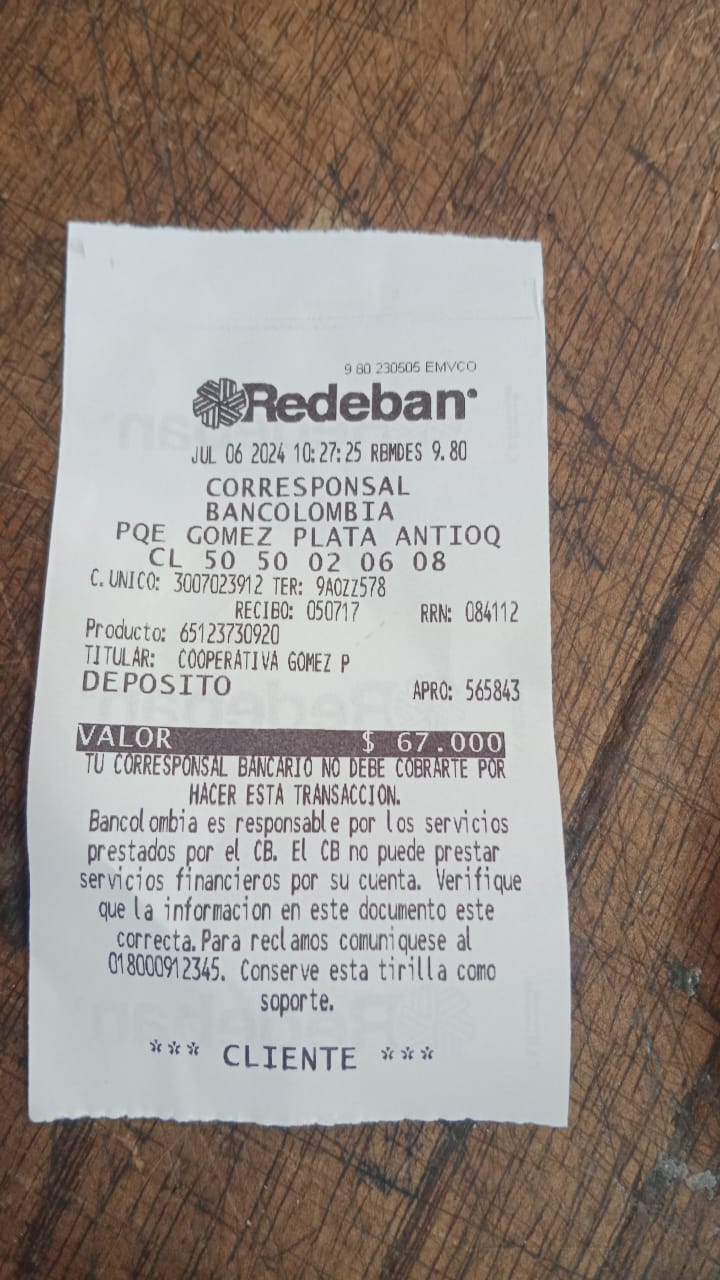 9 80 230505 EMVCO
Redeban
JUL 06 2024 10:27:25 RBMDES 9.80
CORRESPONSAL
BANCOLOMBIA
PQE GOMEZ PLATA ANTIOQ
CL 50 50 02 06 08
C. UNICO: 3007023912 TER: 9AOZZ578
RECIBO: 050717 RRN: 084112
Producto: 65123730920
TITULAR: COOPERATIVA GOMEZ P
DEPOSITO APRO: 565843
VALOR $ 67.000
TU CORRESPONSAL BANCARIO NO DEBE COBRARTE POR
HACER ESTA TRANSACCION.
Bancolombia es responsable por los servicios
prestados por el CB. El CB no puede prestar
servicios financieros por su cuenta. Verifique
que la informacion en este documento este
correcta. Para reclamos comuniquese al
018000912345. Conserve esta tirilla como
soporte.
*** CLIENTE ***